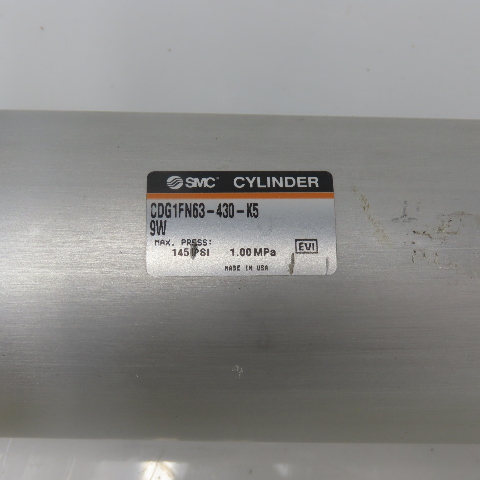 SMC CYLINDER
CDG1FN63-430-K5
9W
MAX. PRESS:
145 PSI 1.00 MPa EVI
MADE IN USA